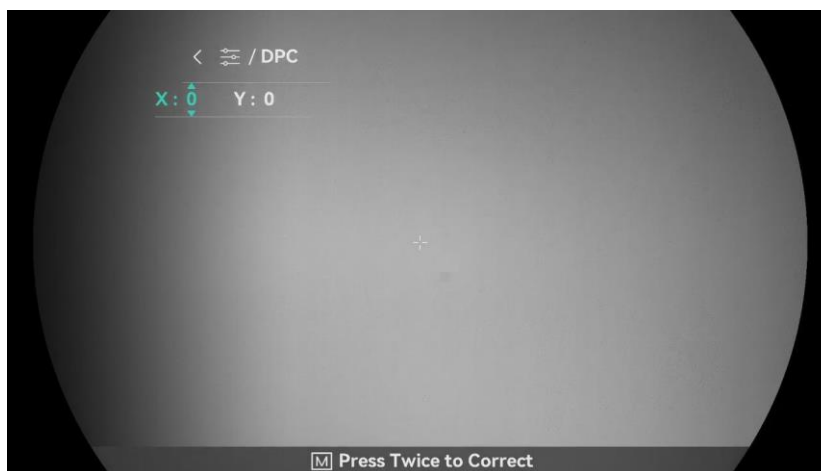 / DPC
X: 0 Y: 0
M Press Twice to Correct